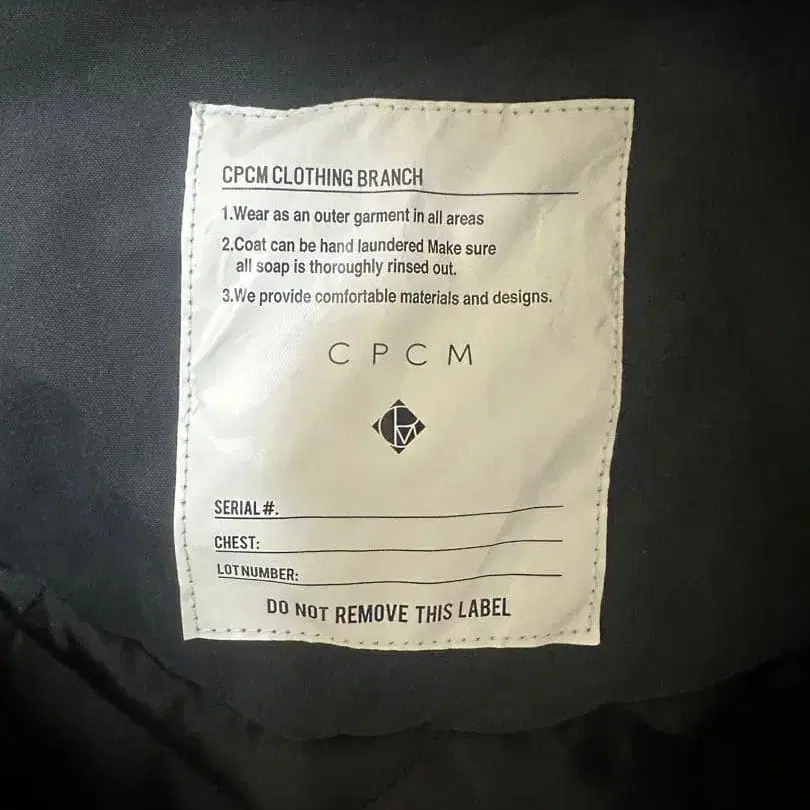 CPCM CLOTHING BRANCH
1.Wear as an outer garment in all areas
2.Coat can be hand laundered Make sure
all soap is thoroughly rinsed out.
3.We provide comfortable materials and designs.
CPCM
SERIAL#.
CHEST:
LOT NUMBER:
DO NOT REMOVE THIS LABEL